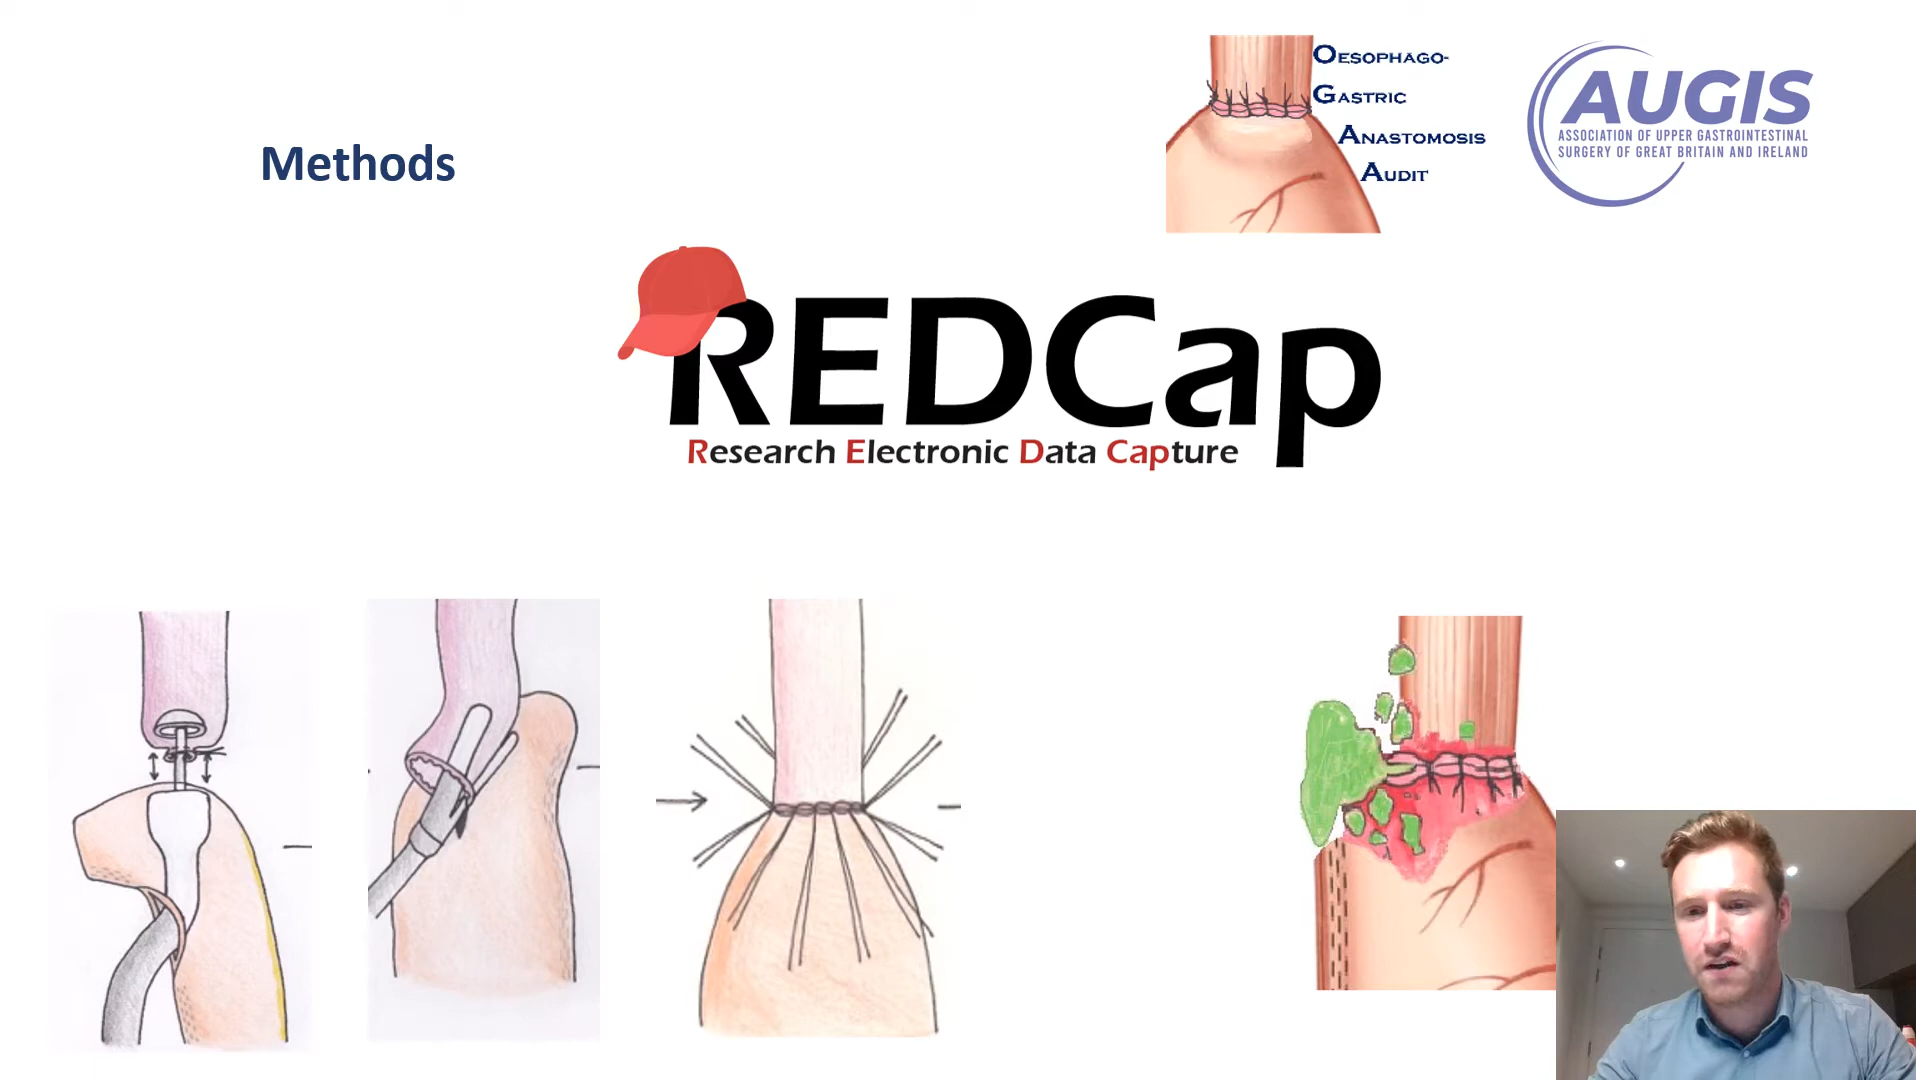 Methods
OESOPHAGO-
GASTRIC
ANASTOMOSIS
AUDIT
AUGIS
ASSOCIATION OF UPPER GASTROINTESTINAL
SURGERY OF GREAT BRITAIN AND IRELAND
REDCap
Research Electronic Data Capture